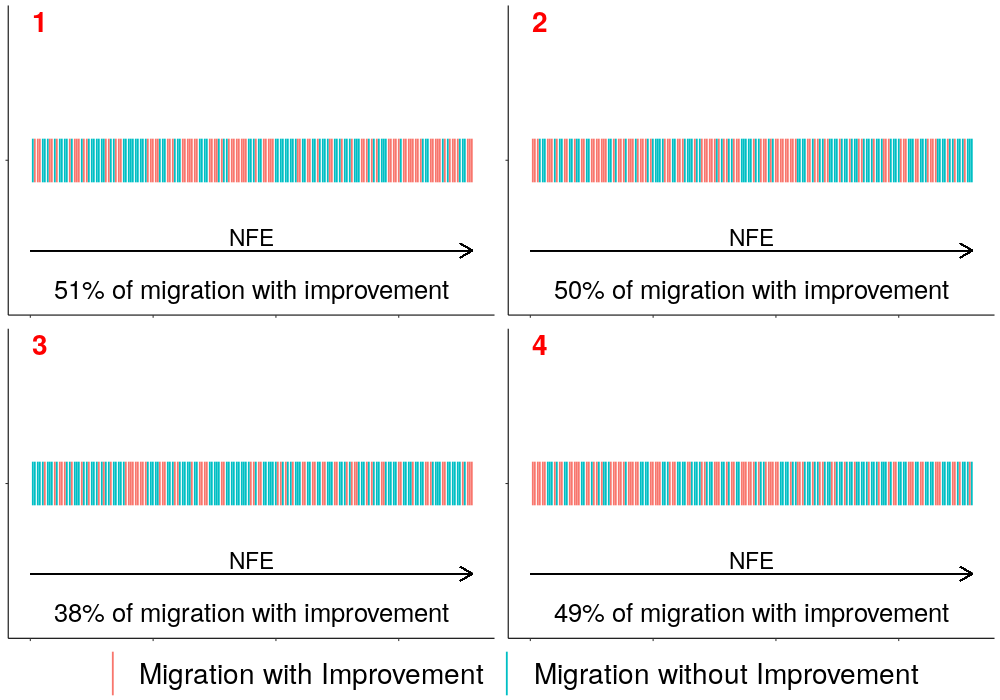 1
NFE
51% of migration with improvement
2
NFE
50% of migration with improvement
3
NFE
38% of migration with improvement
4
NFE
49% of migration with improvement
Migration with Improvement Migration without Improvement